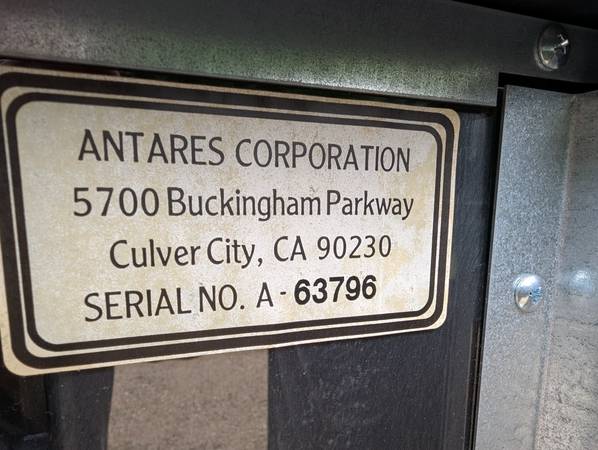 ANTARES CORPORATION
5700 Buckingham Parkway
Culver City, CA 90230
SERIAL NO. A - 63796